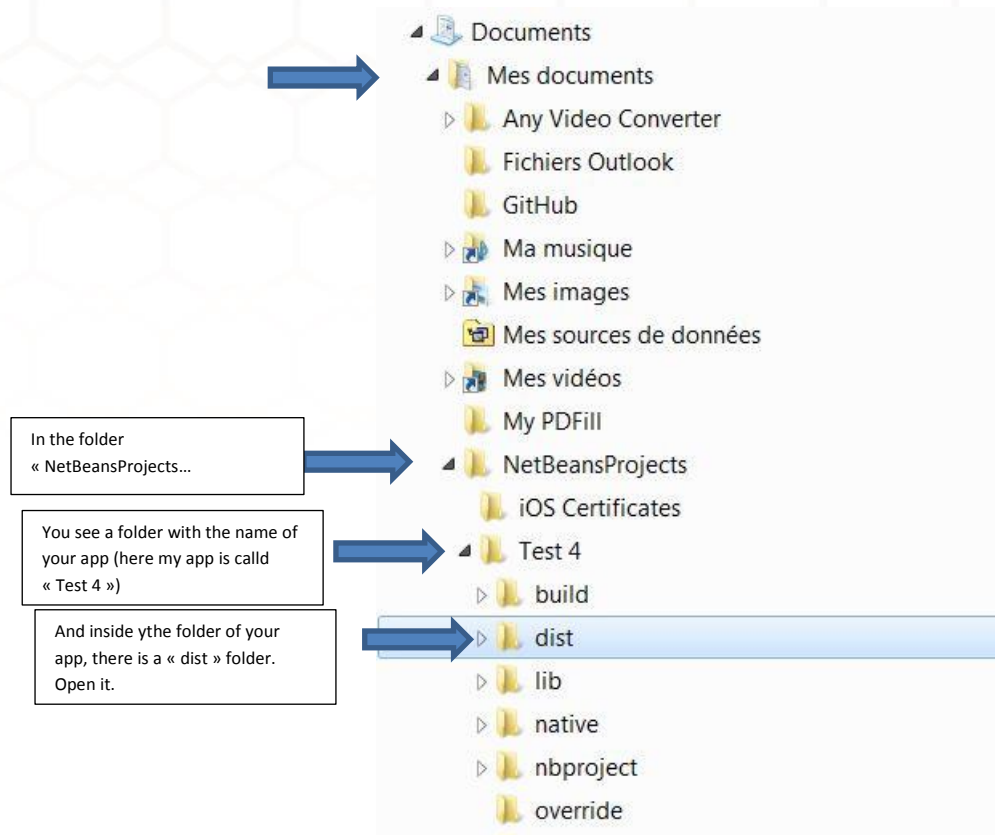 Documents
Mes documents
Any Video Converter
Fichiers Outlook
GitHub
Ma musique
Mes images
Mes sources de données
Mes vidéos
My PDFill
In the folder
« NetBeansProjects...
NetBeansProjects
iOS Certificates
You see a folder with the name of
your app (here my app is calld
« Test 4 »)
Test 4
build
And inside ythe folder of your
app, there is a « dist » folder.
Open it.
dist
lib
native
nbproject
override